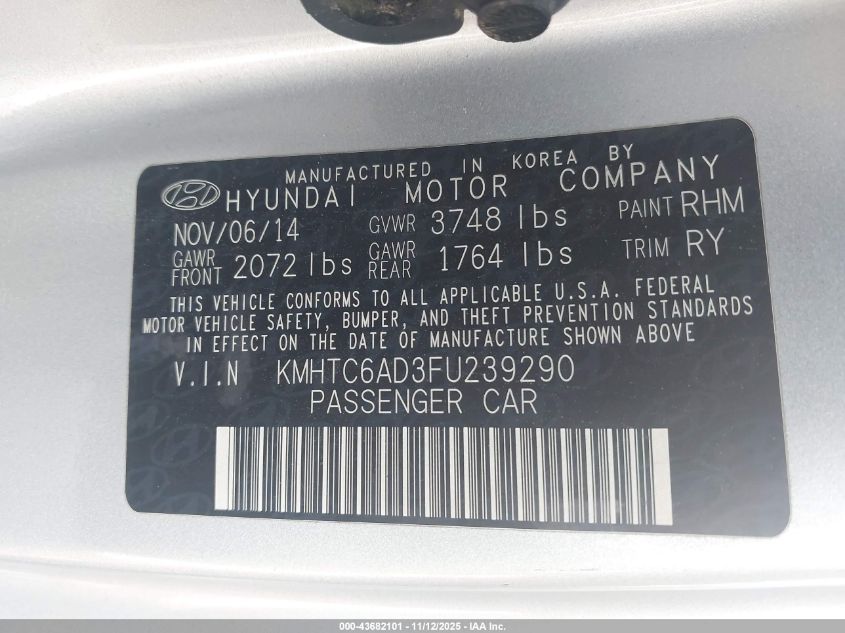 MANUFACTURED IN KOREA BY
HYUNDAI MOTOR COMPANY
NOV/06/14 GVWR 3748 lbs PAINT RHM
GAWR FRONT 2072 lbs GAWR REAR 1764 lbs TRIM RY
THIS VEHICLE CONFORMS TO ALL APPLICABLE U.S.A. FEDERAL
MOTOR VEHICLE SAFETY, BUMPER, AND THEFT PREVENTION STANDARDS
IN EFFECT ON THE DATE OF MANUFACTURE SHOWN ABOVE
V.I.N KMHTC6AD3FU239290
PASSENGER CAR
000-43682101 - 11/12/2025 - IAA Inc.